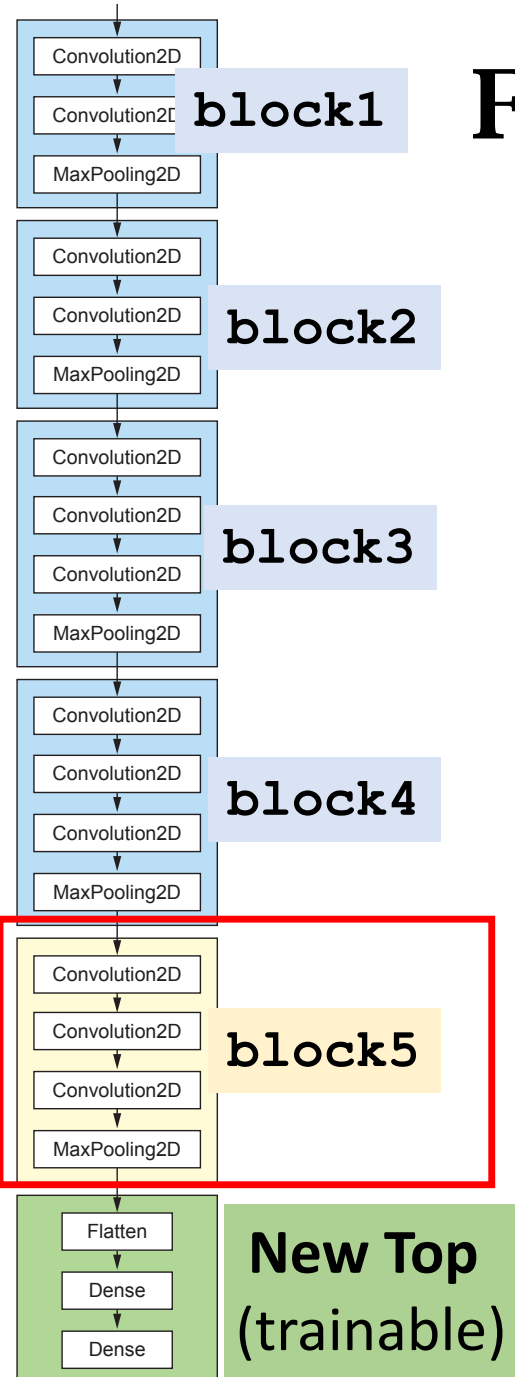 Convolution2D
Convolution2D
MaxPooling2D
block1
F
Convolution2D
Convolution2D
MaxPooling2D
block2
Convolution2D
Convolution2D
Convolution2D
MaxPooling2D
block3
Convolution2D
Convolution2D
Convolution2D
MaxPooling2D
block4
Convolution2D
Convolution2D
Convolution2D
MaxPooling2D
block5
Flatten
Dense
Dense
New Top
(trainable)